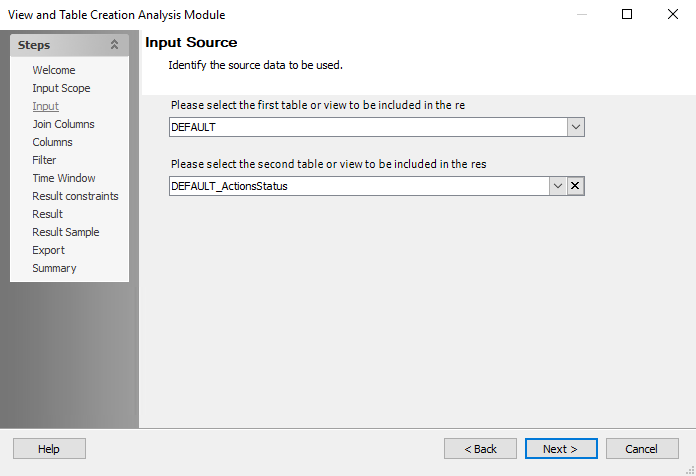 View and Table Creation Analysis Module
Steps
Welcome
Input Scope
Input
Join Columns
Columns
Filter
Time Window
Result constraints
Result
Result Sample
Export
Summary
Input Source
Identify the source data to be used.
Please select the first table or view to be included in the re
DEFAULT
Please select the second table or view to be included in the res
DEFAULT_ActionsStatus
Help
< Back
Next >
Cancel